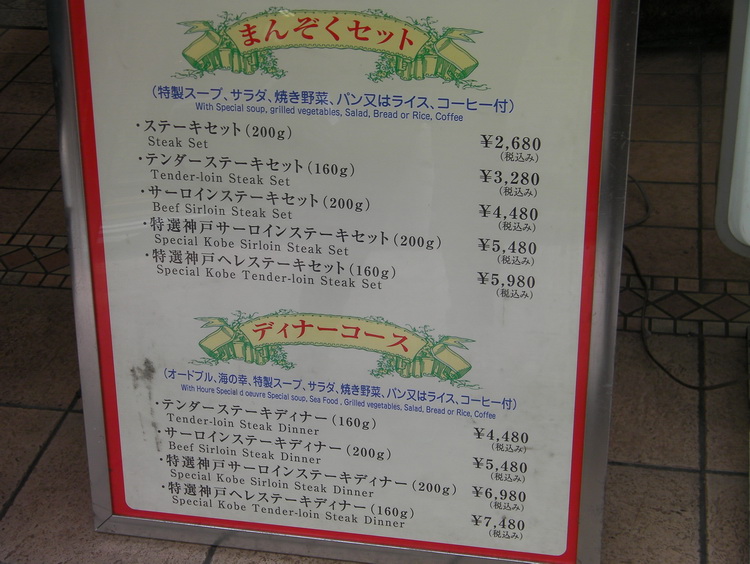 まんぞくセット
(特製スープ、サラダ、焼き野菜、パン又はライス、コーヒー付)
With Special soup, grilled vegetables, Salad, Bread or Rice, Coffee
・ステーキセット(200g) ¥2,680
Steak Set (税込み)
・テンダーステーキセット(160g) ¥3,280
Tender-loin Steak Set (税込み)
・サーロインステーキセット(200g) ¥4,480
Beef Sirloin Steak Set (税込み)
・特選神戸サーロインステーキセット(200g) ¥5,480
Special Kobe Sirloin Steak Set (税込み)
・特選神戸ヘレステーキセット(160g) ¥5,980
Special Kobe Tender-loin Steak Set (税込み)
ディナーコース
(オードブル、海の幸、特製スープ、サラダ、焼き野菜、パン又はライス、コーヒー付)
With Houre Special d oeuvre Special soup, Sea Food , Grilled vegetables, Salad, Bread or Rice, Coffee
・テンダーステーキディナー(160g) ¥4,480
Tender-loin Steak Dinner (税込み)
・サーロインステーキディナー(200g) ¥5,480
Beef Sirloin Steak Dinner (税込み)
・特選神戸サーロインステーキディナー(200g) ¥6,980
Special Kobe Sirloin Steak Dinner (税込み)
・特選神戸ヘレステーキディナー(160g) ¥7,480
Special Kobe Tender-loin Steak Dinner (税込み)